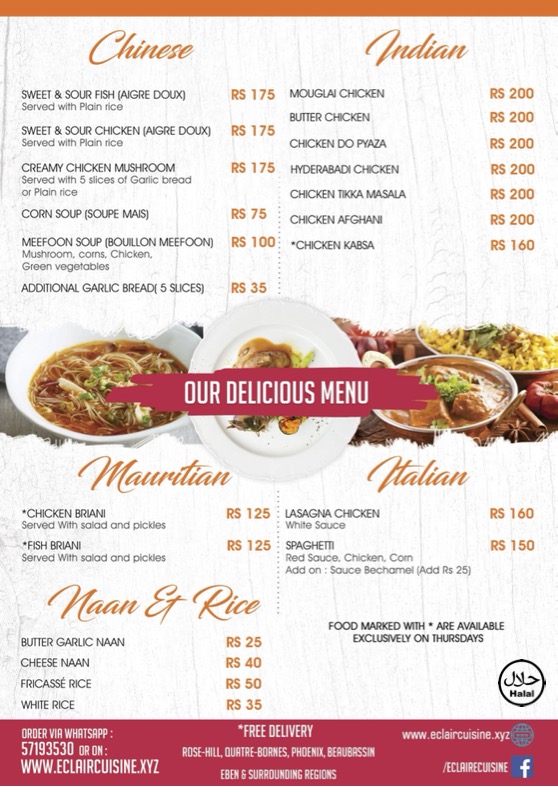 Chinese
SWEET & SOUR FISH (AIGRE DOUX) RS 175
Served with Plain rice
SWEET & SOUR CHICKEN (AIGRE DOUX) RS 175
Served with Plain rice
CREAMY CHICKEN MUSHROOM RS 175
Served with 5 slices of Garlic bread
or Plain rice
CORN SOUP (SOUPE MAIS) RS 75
MEEFOON SOUP (BOUILLON MEEFOON) RS 100
Mushroom, corns, Chicken,
Green vegetables
ADDITIONAL GARLIC BREAD( 5 SLICES) RS 35
Indian
MOUGLAI CHICKEN RS 200
BUTTER CHICKEN RS 200
CHICKEN DO PYAZA RS 200
HYDERABADI CHICKEN RS 200
CHICKEN TIKKA MASALA RS 200
CHICKEN AFGHANI RS 200
*CHICKEN KABSA RS 160
OUR DELICIOUS MENU
Mauritian
*CHICKEN BRIANI RS 125
Served With salad and pickles
*FISH BRIANI RS 125
Served With salad and pickles
Italian
LASAGNA CHICKEN RS 160
White Sauce
SPAGHETTI RS 150
Red Sauce, Chicken, Corn
Add on : Sauce Bechamel (Add Rs 25)
Naan & Rice
BUTTER GARLIC NAAN RS 25
CHEESE NAAN RS 40
FRICASSÉ RICE RS 50
WHITE RICE RS 35
FOOD MARKED WITH * ARE AVAILABLE
EXCLUSIVELY ON THURSDAYS
حلال
Halal
ORDER VIA WHATSAPP :
57193530 OR ON :
WWW.ECLAIRCUISINE.XYZ
*FREE DELIVERY
ROSE-HILL, QUATRE-BORNES, PHOENIX, BEAUBASSIN
EBEN & SURROUNDING REGIONS
www.eclaircuisine.xyz
/ECLAIRECUISINE f